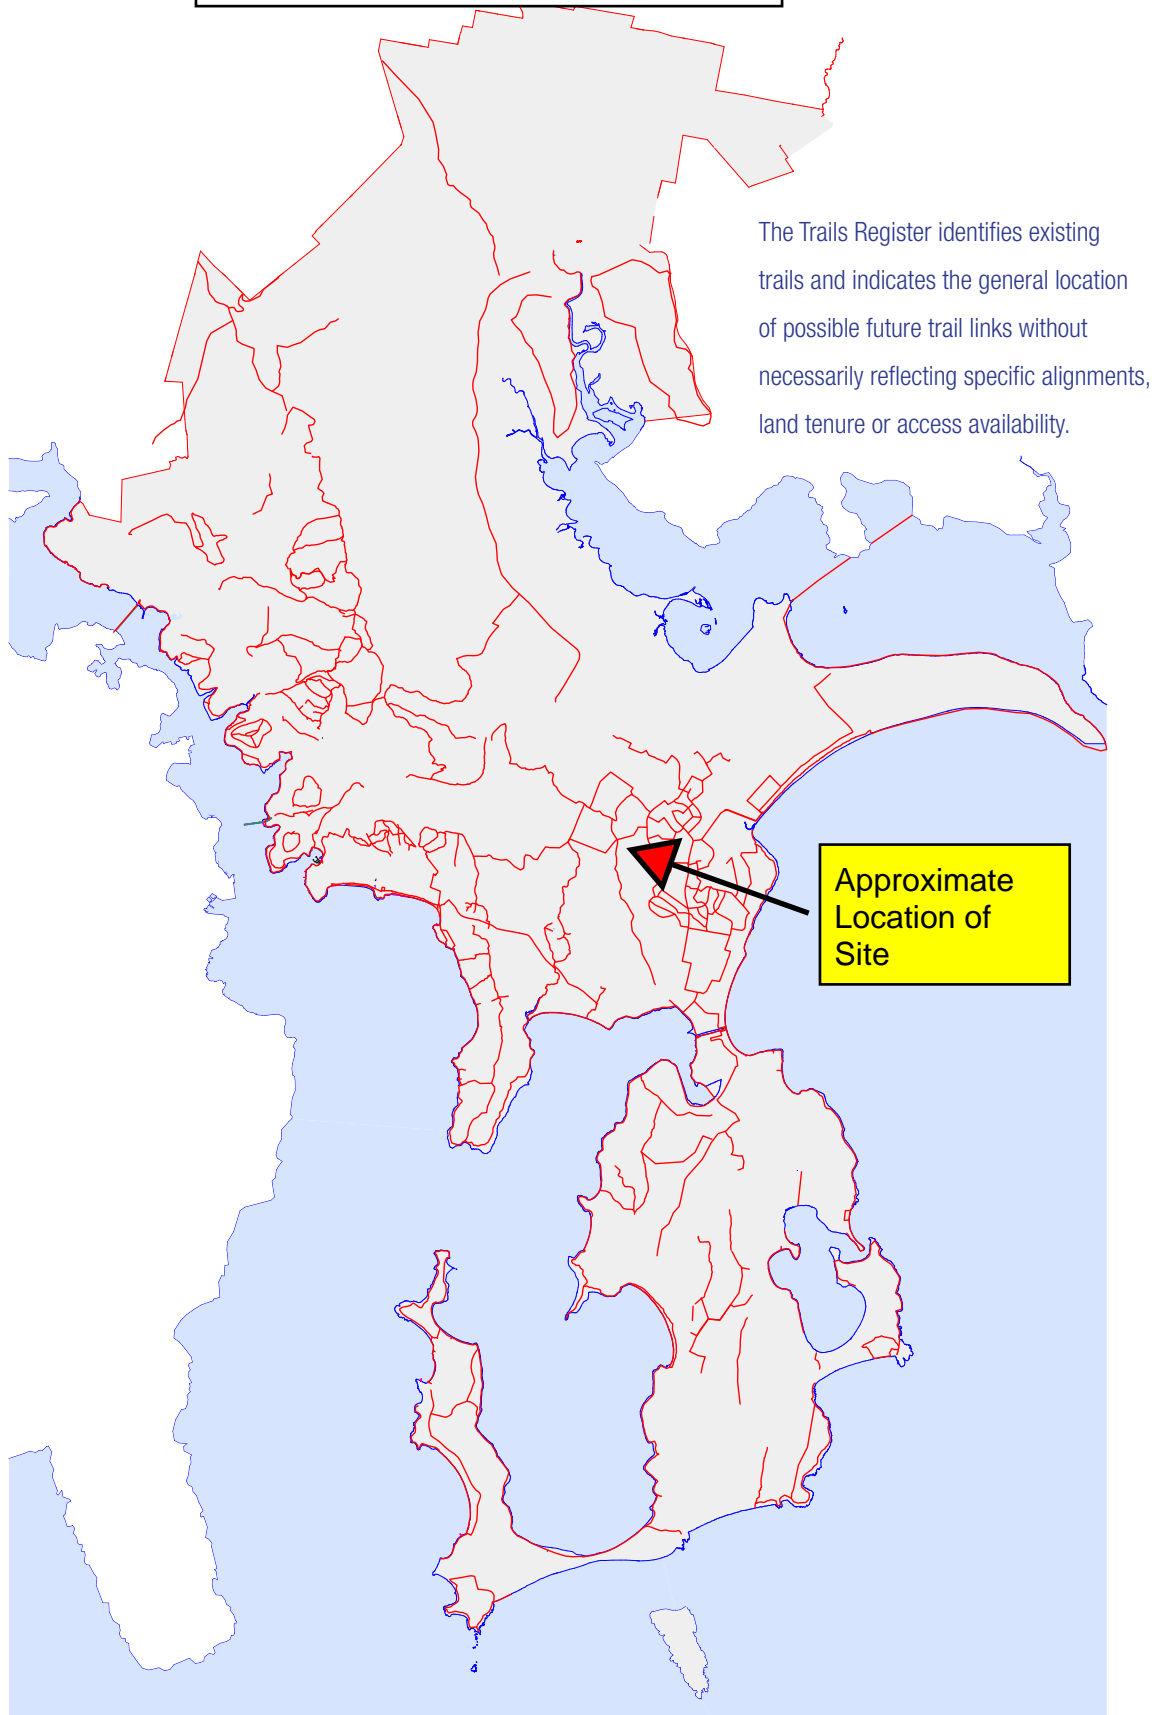 The Trails Register identifies existing
trails and indicates the general location
of possible future trail links without
necessarily reflecting specific alignments,
land tenure or access availability.
Approximate
Location of
Site